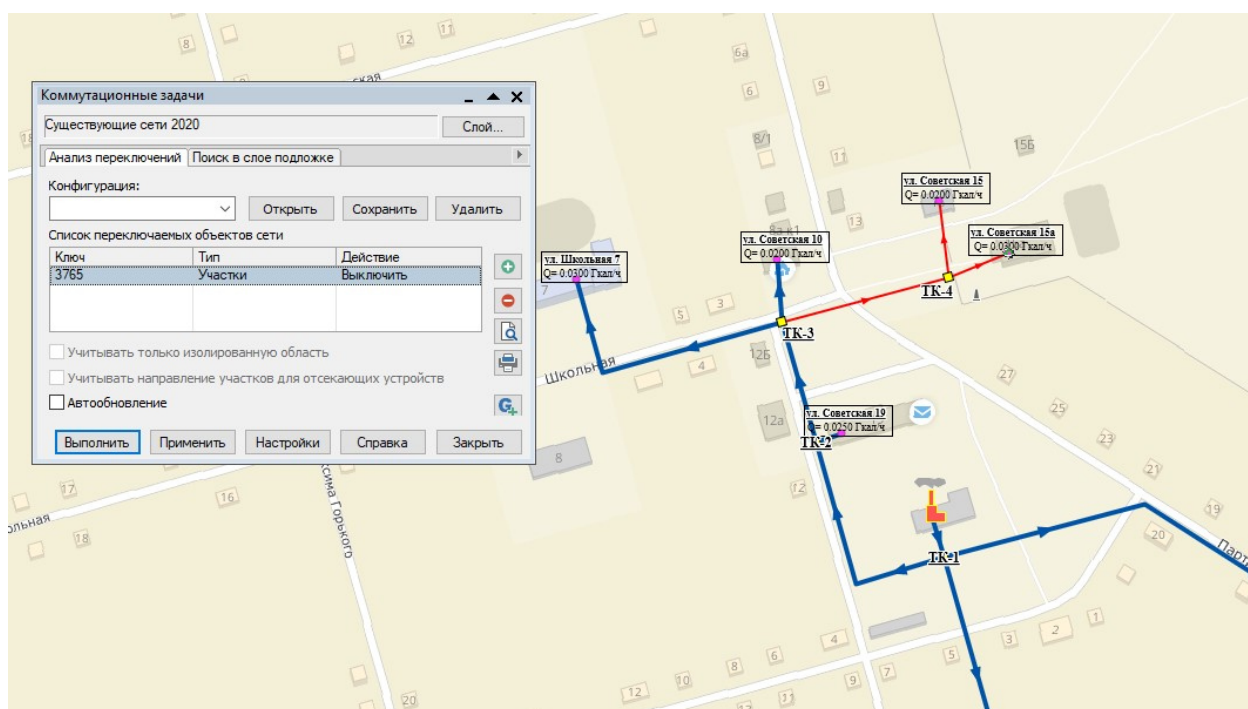 Коммутационные задачи
Существующие сети 2020
Слой...
Анализ переключений
Поиск в слое подложке
Конфигурация:
Открыть
Сохранить
Удалить
Список переключаемых объектов сети
Ключ
Тип
Действие
3765
Участки
Выключить
Учитывать только изолированную область
Учитывать направление участков для отсекающих устройств
Автообновление
Выполнить
Применить
Настройки
Справка
Закрыть
8
12
11
6а
6
9
8/1
11
15Б
ул. Советская 15
Q= 0.0200 Гкал/ч
13
ул. Советская 15а
Q= 0.0300 Гкал/ч
ул. Советская 10
Q= 0.0200 Гкал/ч
ул. Школьная 7
Q= 0.0300 Гкал/ч
7
ТК-4
3
5
ТК-3
12Б
4
Школьная
27
25
ул. Советская 19
Q= 0.0250 Гкал/ч
12а
ТК-2
23
8
21
17
16
12
19
18
20
ТК-1
1
2
3
4
5
6
8
7
9
10
12
11
20